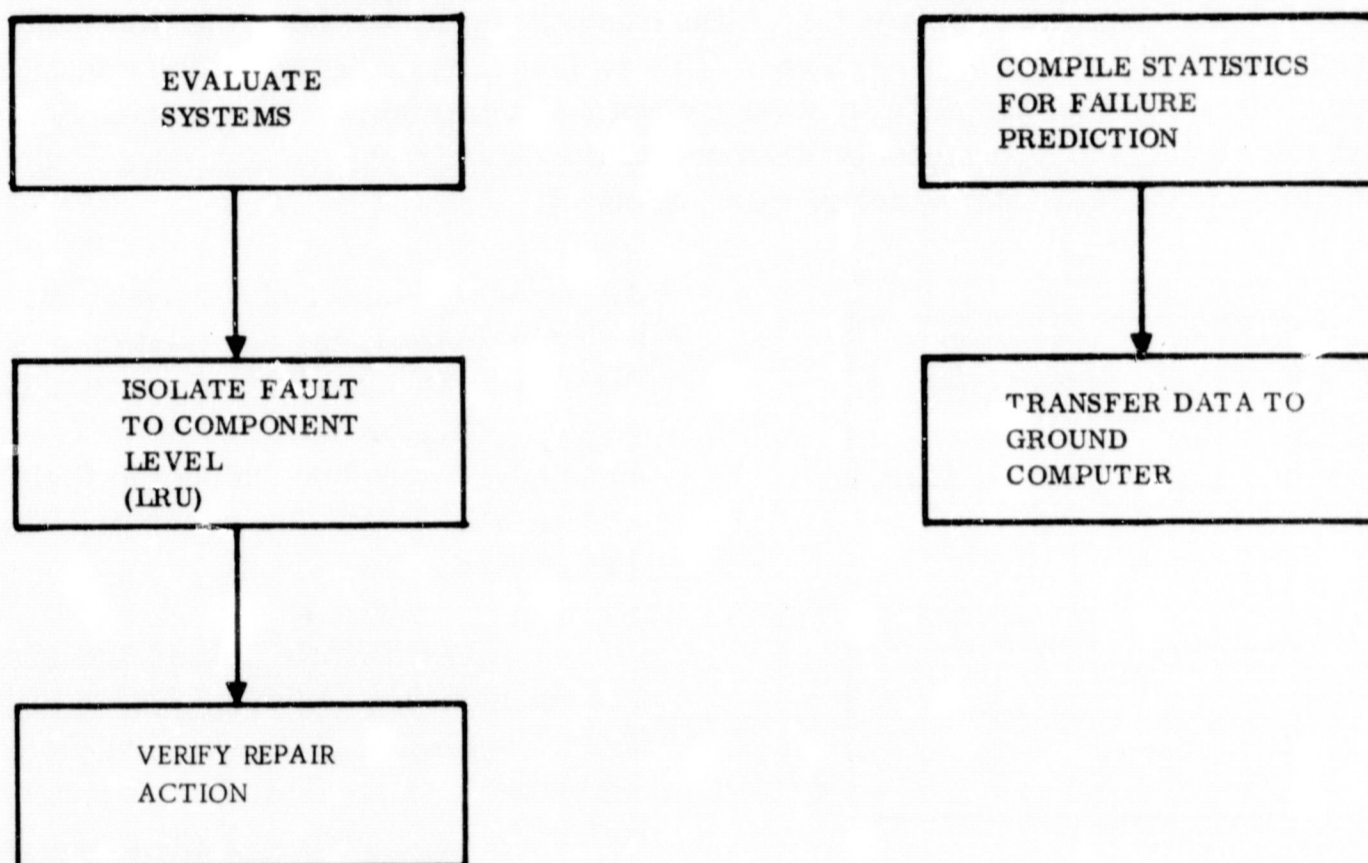 EVALUATE
SYSTEMS
ISOLATE FAULT
TO COMPONENT
LEVEL
(LRU)
VERIFY REPAIR
ACTION
COMPILE STATISTICS
FOR FAILURE
PREDICTION
TRANSFER DATA TO
GROUND
COMPUTER